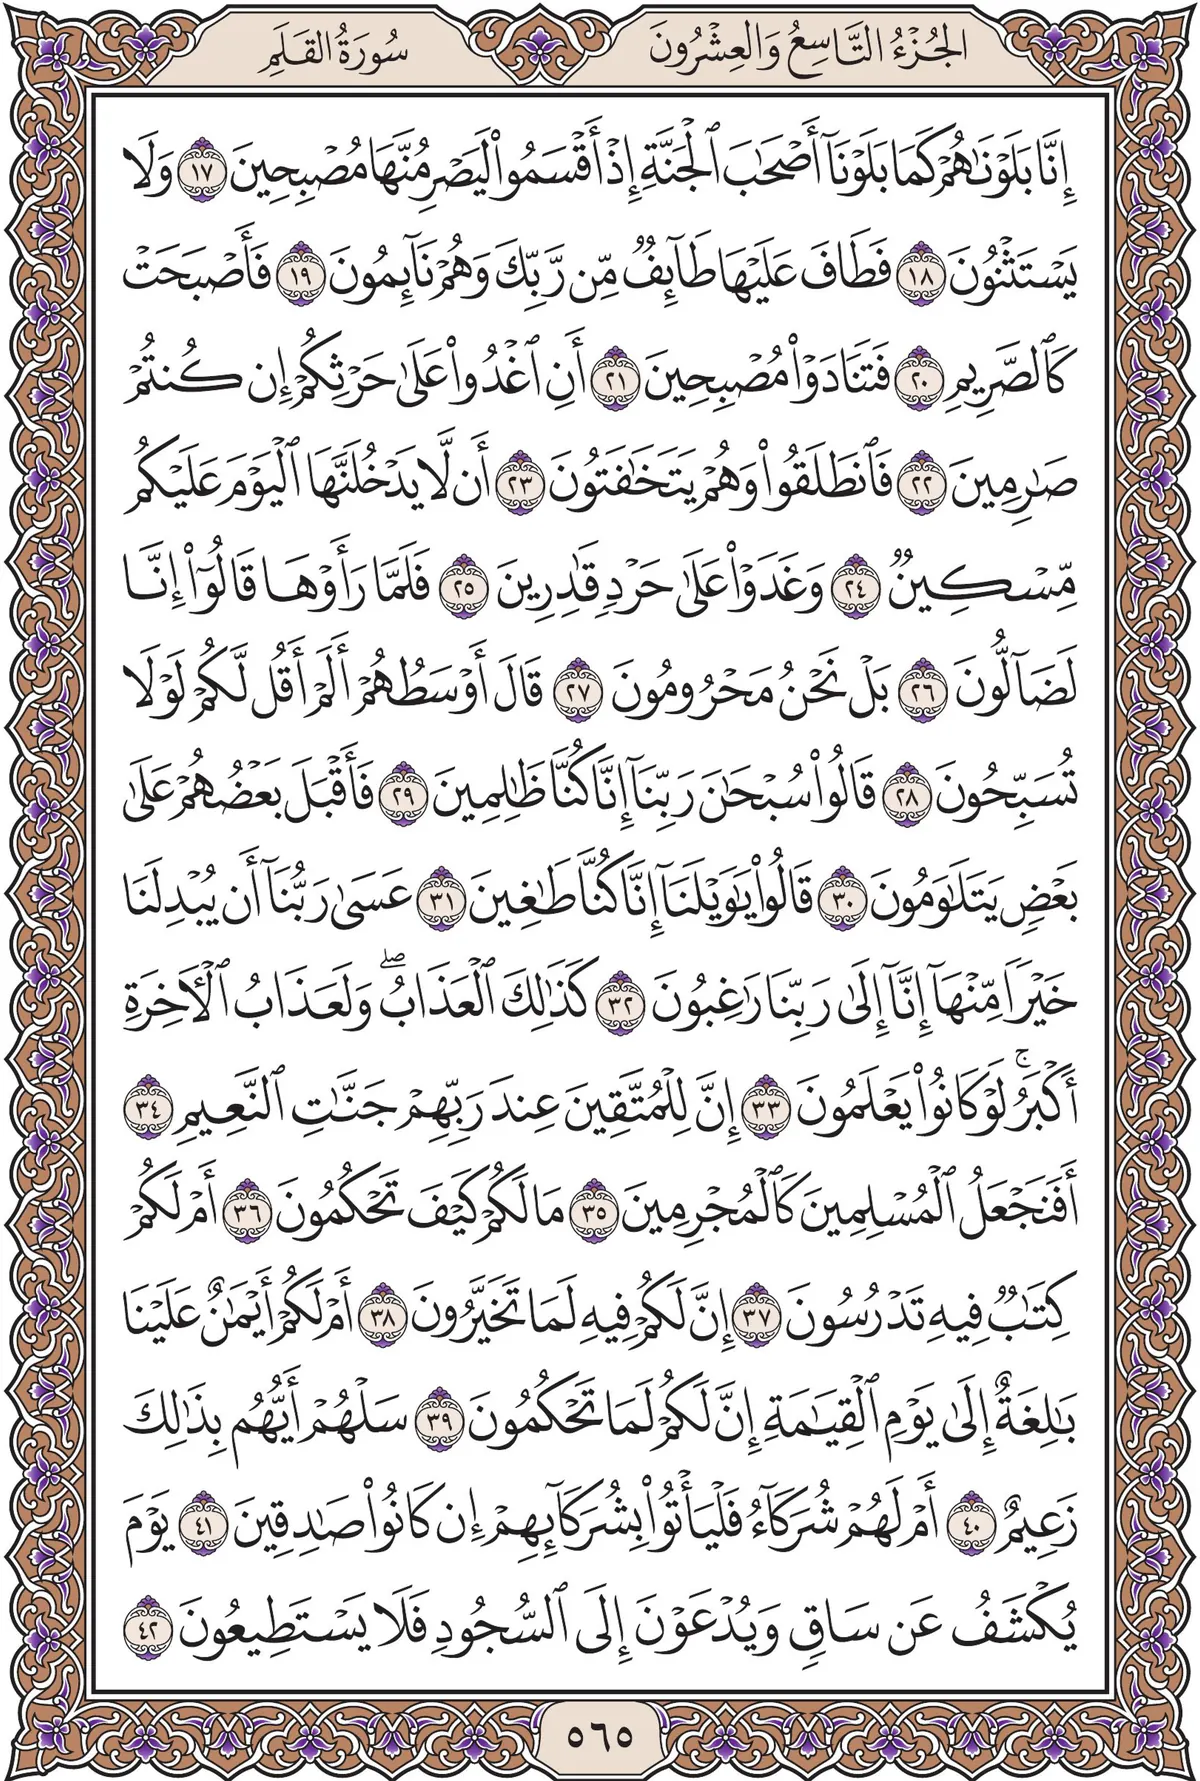 الجُزْءُ التَّاسِعُ وَالعِشْرُونَ
سُورَةُ القَلَمِ
إِنَّا بَلَوْنَٰهُمْ كَمَا بَلَوْنَآ أَصْحَٰبَ ٱلْجَنَّةِ إِذْ أَقْسَمُوا۟ لَيَصْرِمُنَّهَا مُصْبِحِينَ ١٧ وَلَا
يَسْتَثْنُونَ ١٨ فَطَافَ عَلَيْهَا طَآئِفٌ مِّن رَّبِّكَ وَهُمْ نَآئِمُونَ ١٩ فَأَصْبَحَتْ
كَٱلصَّرِيمِ ٢٠ فَتَنَادَوْا۟ مُصْبِحِينَ ٢١ أَنِ ٱغْدُوا۟ عَلَىٰ حَرْثِكُمْ إِن كُنتُمْ
صَٰرِمِينَ ٢٢ فَٱنطَلَقُوا۟ وَهُمْ يَتَخَٰفَتُونَ ٢٣ أَن لَّا يَدْخُلَنَّهَا ٱلْيَوْمَ عَلَيْكُم
مِّسْكِينٌ ٢٤ وَغَدَوْا۟ عَلَىٰ حَرْدٍ قَٰدِرِينَ ٢٥ فَلَمَّا رَأَوْهَا قَالُوٓا۟ إِنَّا
لَضَآلُّونَ ٢٦ بَلْ نَحْنُ مَحْرُومُونَ ٢٧ قَالَ أَوْسَطُهُمْ أَلَمْ أَقُل لَّكُمْ لَوْلَا
تُسَبِّحُونَ ٢٨ قَالُوا۟ سُبْحَٰنَ رَبِّنَآ إِنَّا كُنَّا ظَٰلِمِينَ ٢٩ فَأَقْبَلَ بَعْضُهُمْ عَلَىٰ
بَعْضٍ يَتَلَٰوَمُونَ ٣٠ قَالُوا۟ يَٰوَيْلَنَآ إِنَّا كُنَّا طَٰغِينَ ٣١ عَسَىٰ رَبُّنَآ أَن يُبْدِلَنَا
خَيْرًا مِّنْهَآ إِنَّآ إِلَىٰ رَبِّنَا رَٰغِبُونَ ٣٢ كَذَٰلِكَ ٱلْعَذَابُ ۖ وَلَعَذَابُ ٱلْءَاخِرَةِ
أَكْبَرُ ۚ لَوْ كَانُوا۟ يَعْلَمُونَ ٣٣ إِنَّ لِلْمُتَّقِينَ عِندَ رَبِّهِمْ جَنَّٰتِ ٱلنَّعِيمِ ٣٤
أَفَنَجْعَلُ ٱلْمُسْلِمِينَ كَٱلْمُجْرِمِينَ ٣٥ مَا لَكُمْ كَيْفَ تَحْكُمُونَ ٣٦ أَمْ لَكُمْ
كِتَٰبٌ فِيهِ تَدْرُسُونَ ٣٧ إِنَّ لَكُمْ فِيهِ لَمَا تَخَيَّرُونَ ٣٨ أَمْ لَكُمْ أَيْمَٰنٌ عَلَيْنَا
بَٰلِغَةٌ إِلَىٰ يَوْمِ ٱلْقِيَٰمَةِ إِنَّ لَكُمْ لَمَا تَحْكُمُونَ ٣٩ سَلْهُمْ أَيُّهُم بِذَٰلِكَ
زَعِيمٌ ٤٠ أَمْ لَهُمْ شُرَكَآءُ فَلْيَأْتُوا۟ بِشُرَكَآئِهِمْ إِن كَانُوا۟ صَٰدِقِينَ ٤١ يَوْمَ
يُكْشَفُ عَن سَاقٍ وَيُدْعَوْنَ إِلَى ٱلسُّجُودِ فَلَا يَسْتَطِيعُونَ ٤٢
٥٦٥